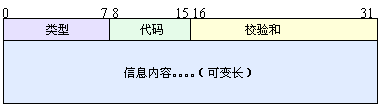 0 7 8 15 16 31
类型 代码 校验和
信息内容。。。。（可变长）